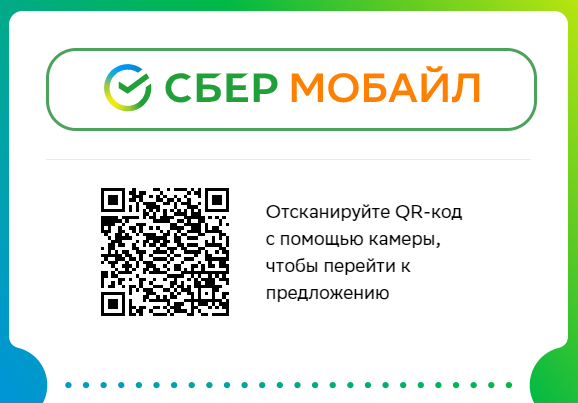 СБЕР МОБАЙЛ
Отсканируйте QR-код
с помощью камеры,
чтобы перейти к
предложению